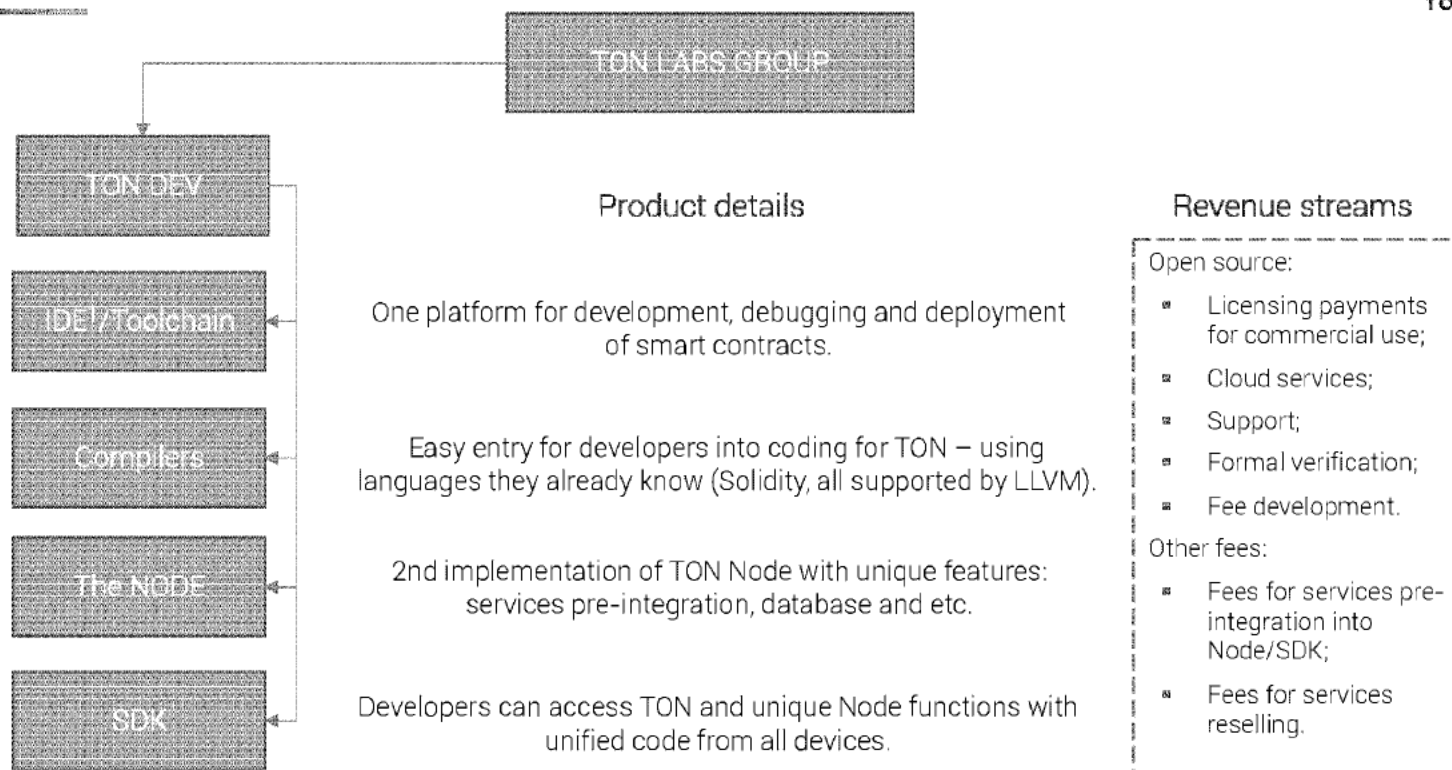 TON LABS GROUP
TON DEV
Product details
Revenue streams
IDE¹/Toolchain
One platform for development, debugging and deployment
of smart contracts.
Compilers
Easy entry for developers into coding for TON – using
languages they already know (Solidity, all supported by LLVM).
The NODE
2nd implementation of TON Node with unique features:
services pre-integration, database and etc.
SDK
Developers can access TON and unique Node functions with
unified code from all devices.
Open source:
Licensing payments
for commercial use;
Cloud services;
Support;
Formal verification;
Fee development.
Other fees:
Fees for services pre-
integration into
Node/SDK;
Fees for services
reselling.